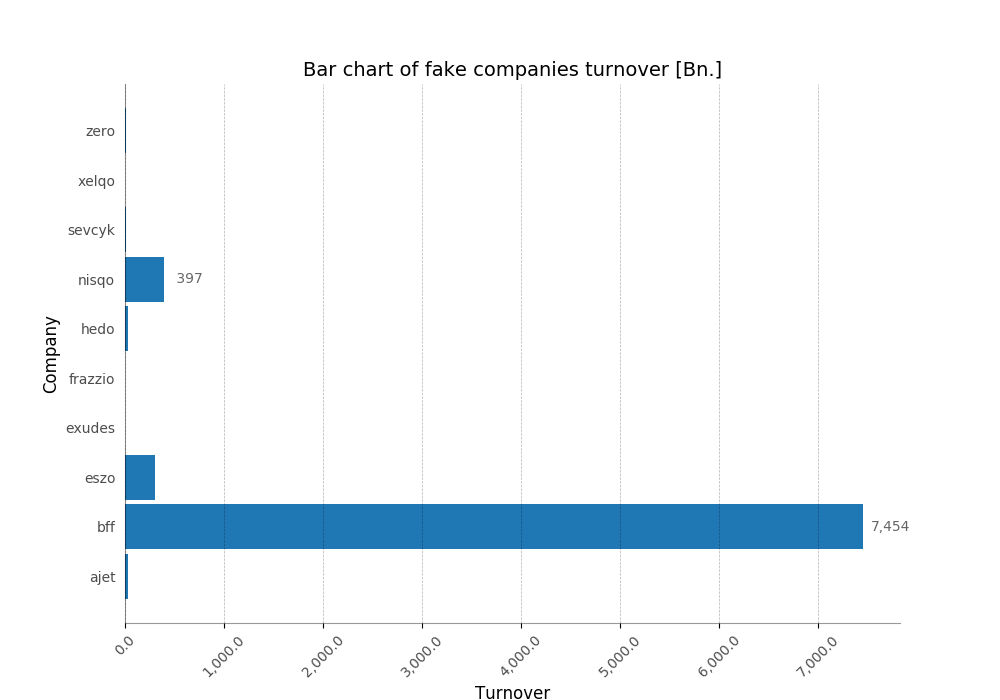 Bar chart of fake companies turnover [Bn.]
zero
xelqo
sevcyk
nisqo 397
hedo
Company
frazzio
exudes
eszo
bff 7,454
ajet
0.0 1,000.0 2,000.0 3,000.0 4,000.0 5,000.0 6,000.0 7,000.0
Turnover